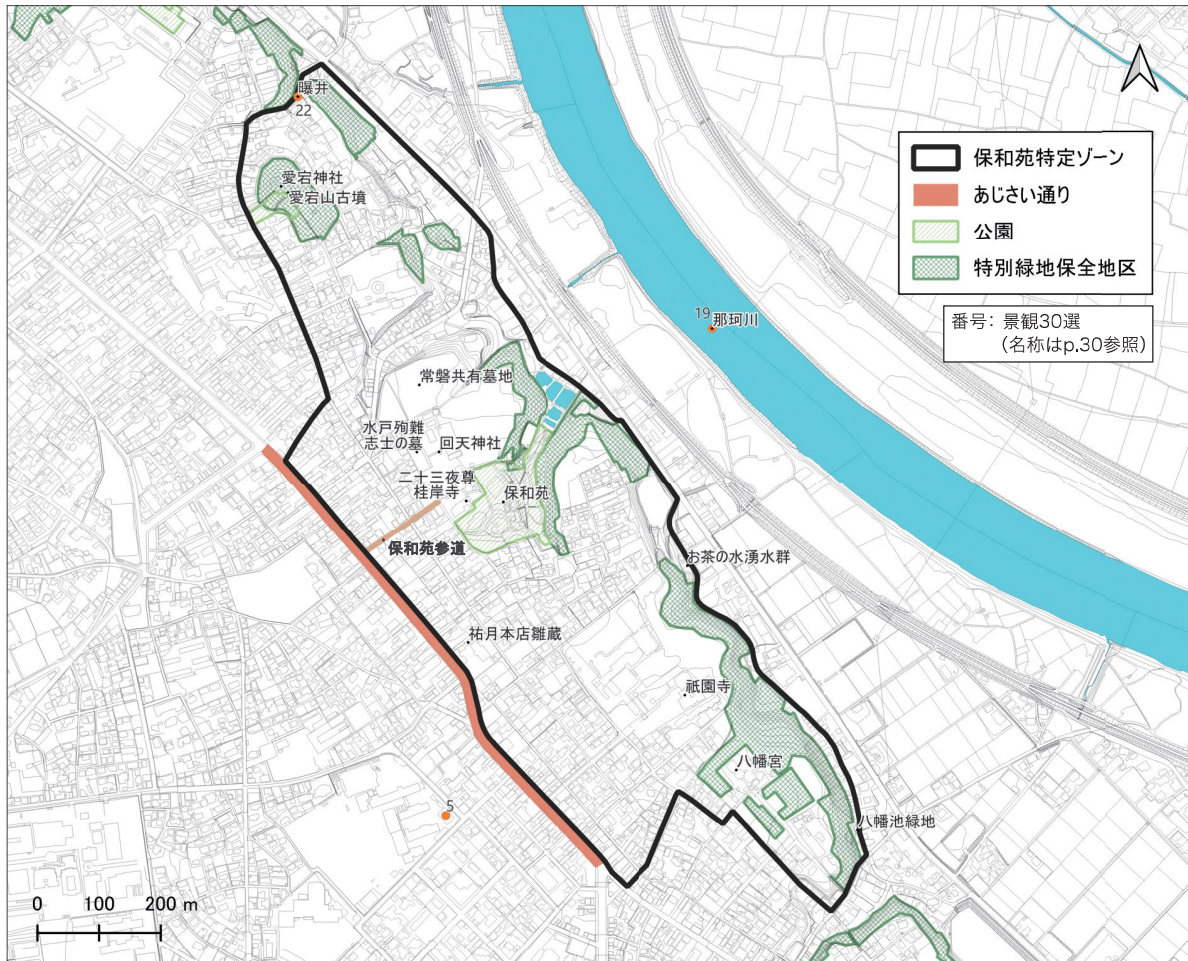 曝井
22
愛宕神社
愛宕山古墳
保和苑特定ゾーン
あじさい通り
公園
特別緑地保全地区
番号：景観30選
(名称はp.30参照)
19
那珂川
常磐共有墓地
水戸殉難
志士の墓
回天神社
二十三夜尊
桂岸寺
保和苑
保和苑参道
お茶の水湧水群
祐月本店雛蔵
祇園寺
八幡宮
5
八幡池緑地
0 100 200 m